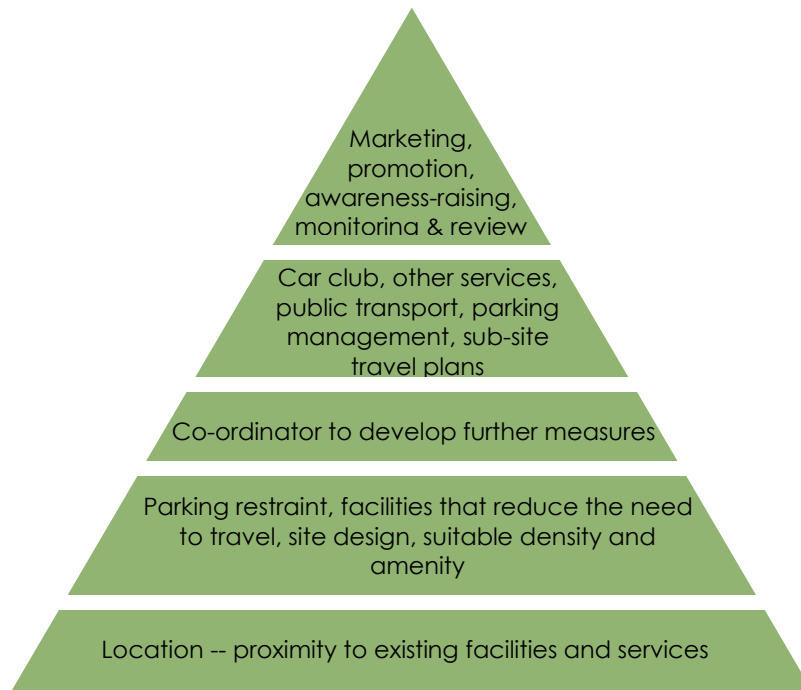 Marketing,
promotion,
awareness-raising,
monitoring & review
Car club, other services,
public transport, parking
management, sub-site
travel plans
Co-ordinator to develop further measures
Parking restraint, facilities that reduce the need
to travel, site design, suitable density and
amenity
Location -- proximity to existing facilities and services